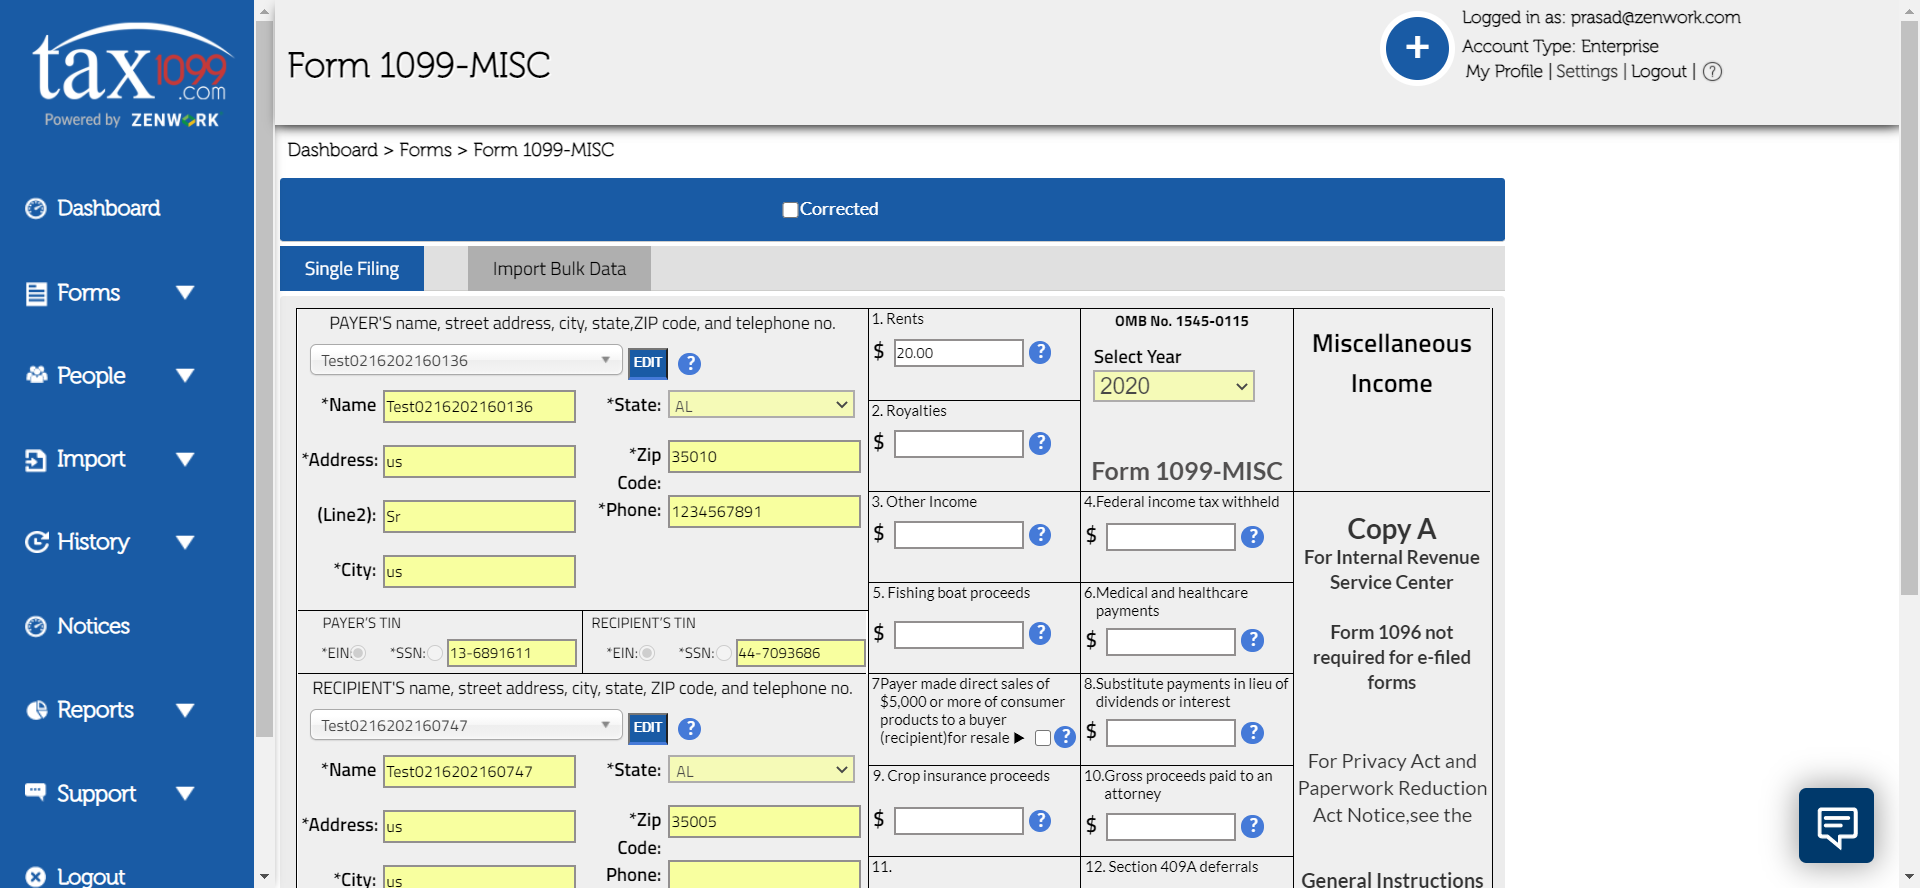 tax1099
.com
Powered by ZENWORK
Dashboard
Forms
People
Import
History
Notices
Reports
Support
Logout
Form 1099-MISC
+
Logged in as: prasad@zenwork.com
Account Type: Enterprise
My Profile | Settings | Logout | ?
Dashboard > Forms > Form 1099-MISC
Corrected
Single Filing
Import Bulk Data
PAYER'S name, street address, city, state,ZIP code, and telephone no.
Test0216202160136
EDIT ?
*Name Test0216202160136
*State: AL
*Address: us
*Zip Code: 35010
(Line2): Sr
*Phone: 1234567891
*City: us
PAYER'S TIN
*EIN: *SSN: 13-6891611
RECIPIENT'S TIN
*EIN: *SSN: 44-7093686
RECIPIENT'S name, street address, city, state, ZIP code, and telephone no.
Test0216202160747
EDIT ?
*Name Test0216202160747
*State: AL
*Address: us
*Zip Code: 35005
Phone:
*City: us
1. Rents
$ 20.00 ?
2. Royalties
$ ?
OMB No. 1545-0115
Select Year
2020
Form 1099-MISC
3. Other Income
$ ?
4.Federal income tax withheld
$ ?
5. Fishing boat proceeds
$ ?
6.Medical and healthcare
payments
$ ?
7Payer made direct sales of
$5,000 or more of consumer
products to a buyer
(recipient)for resale ▶ ?
8.Substitute payments in lieu of
dividends or interest
$ ?
9. Crop insurance proceeds
$ ?
10.Gross proceeds paid to an
attorney
$ ?
11.
12. Section 409A deferrals
Miscellaneous
Income
Copy A
For Internal Revenue
Service Center
Form 1096 not
required for e-filed
forms
For Privacy Act and
Paperwork Reduction
Act Notice,see the
General Instructions